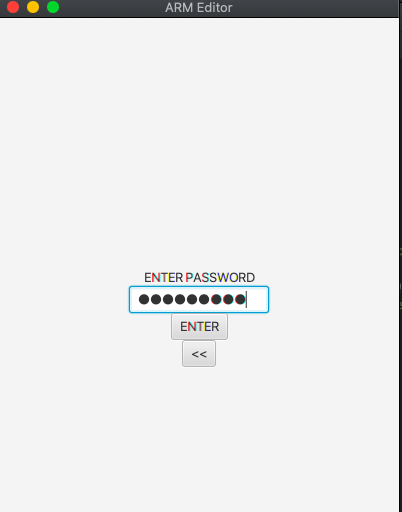 ARM Editor
ENTER PASSWORD
●●●●●●●●●
ENTER
<<